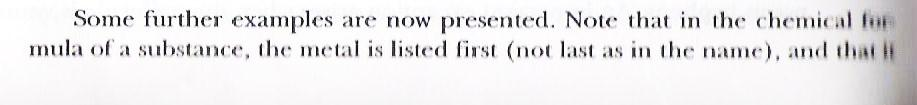 Some further examples are now presented. Note that in the chemical for
mula of a substance, the metal is listed first (not last as in the name), and that